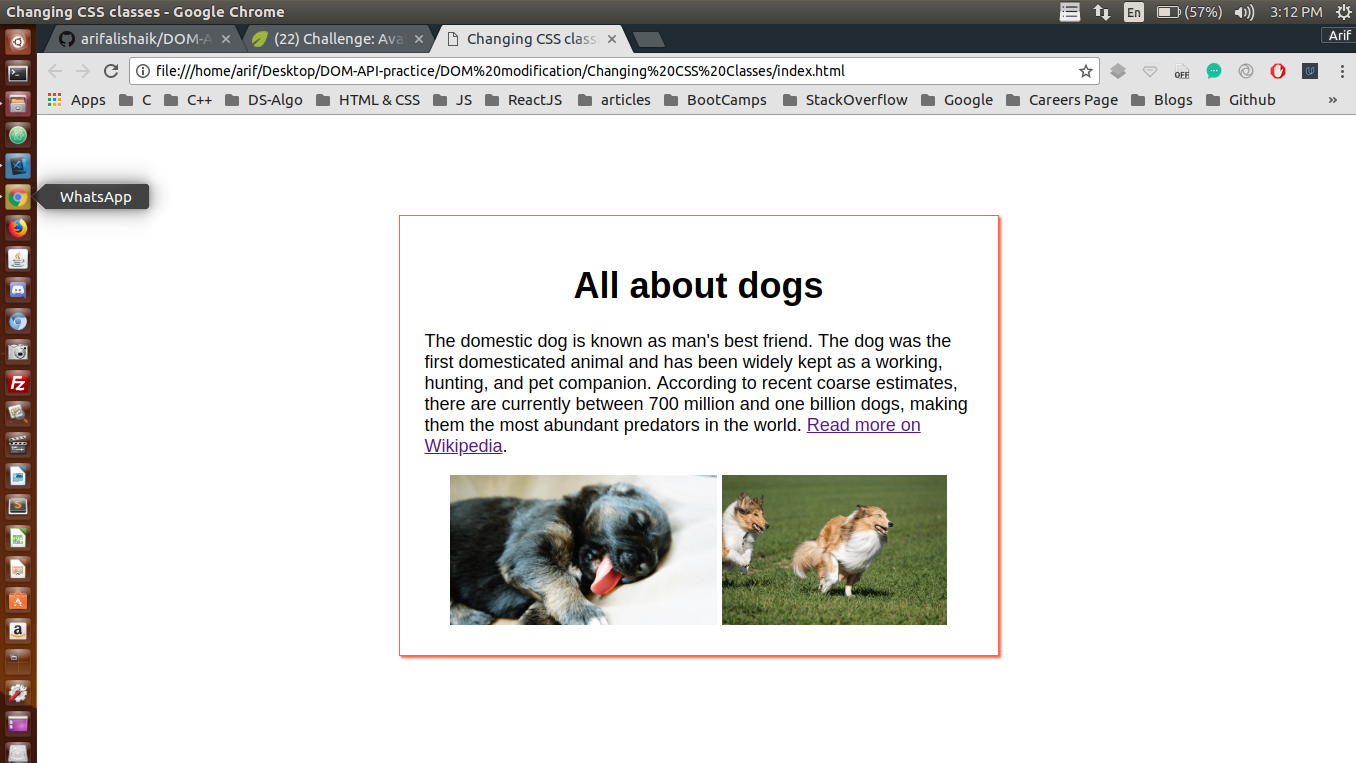 Changing CSS classes - Google Chrome
En
(57%)
3:12 PM
arifalishaik/DOM-A
(22) Challenge: Ava
Changing CSS class
Arif
file:///home/arif/Desktop/DOM-API-practice/DOM%20modification/Changing%20CSS%20Classes/index.html
OFF
Apps
C
C++
DS-Algo
HTML & CSS
JS
ReactJS
articles
BootCamps
StackOverflow
Google
Careers Page
Blogs
Github
»
WhatsApp
All about dogs
The domestic dog is known as man's best friend. The dog was the
first domesticated animal and has been widely kept as a working,
hunting, and pet companion. According to recent coarse estimates,
there are currently between 700 million and one billion dogs, making
them the most abundant predators in the world. Read more on
Wikipedia.